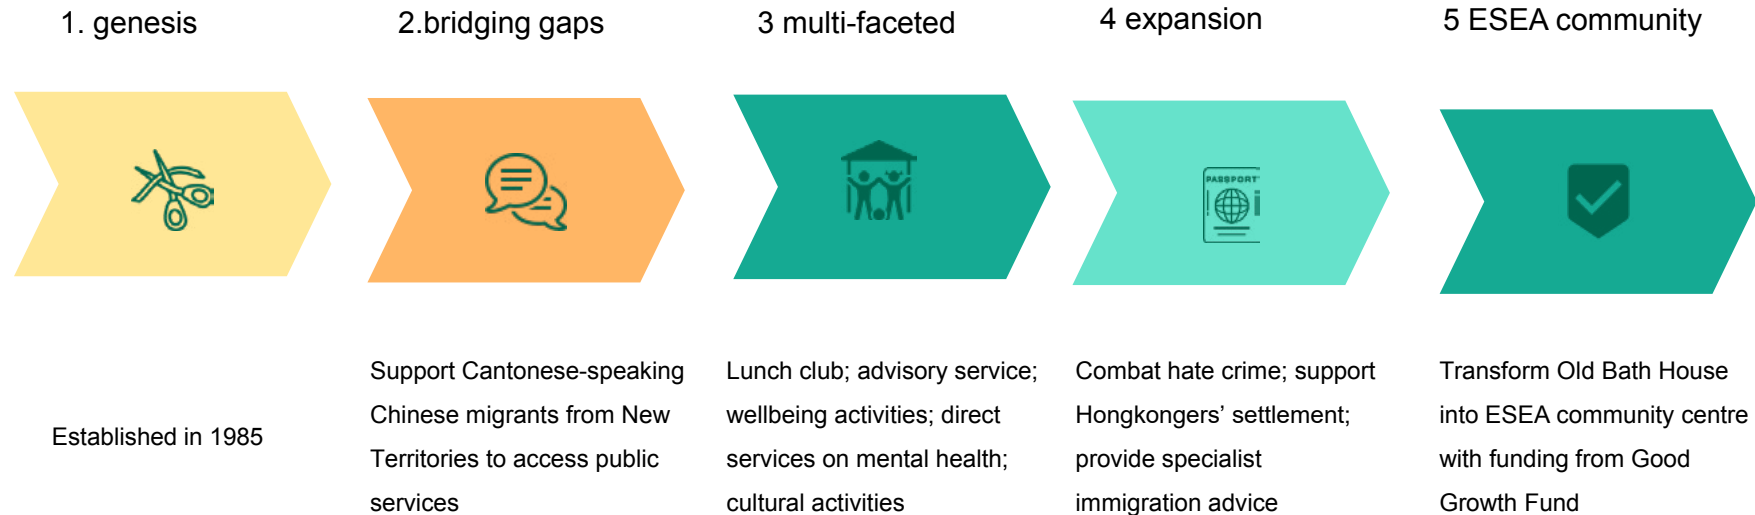 1. genesis
2.bridging gaps
3 multi-faceted
4 expansion
5 ESEA community
PASSPORT
Established in 1985
Support Cantonese-speaking
Chinese migrants from New
Territories to access public
services
Lunch club; advisory service;
wellbeing activities; direct
services on mental health;
cultural activities
Combat hate crime; support
Hongkongers’ settlement;
provide specialist
immigration advice
Transform Old Bath House
into ESEA community centre
with funding from Good
Growth Fund